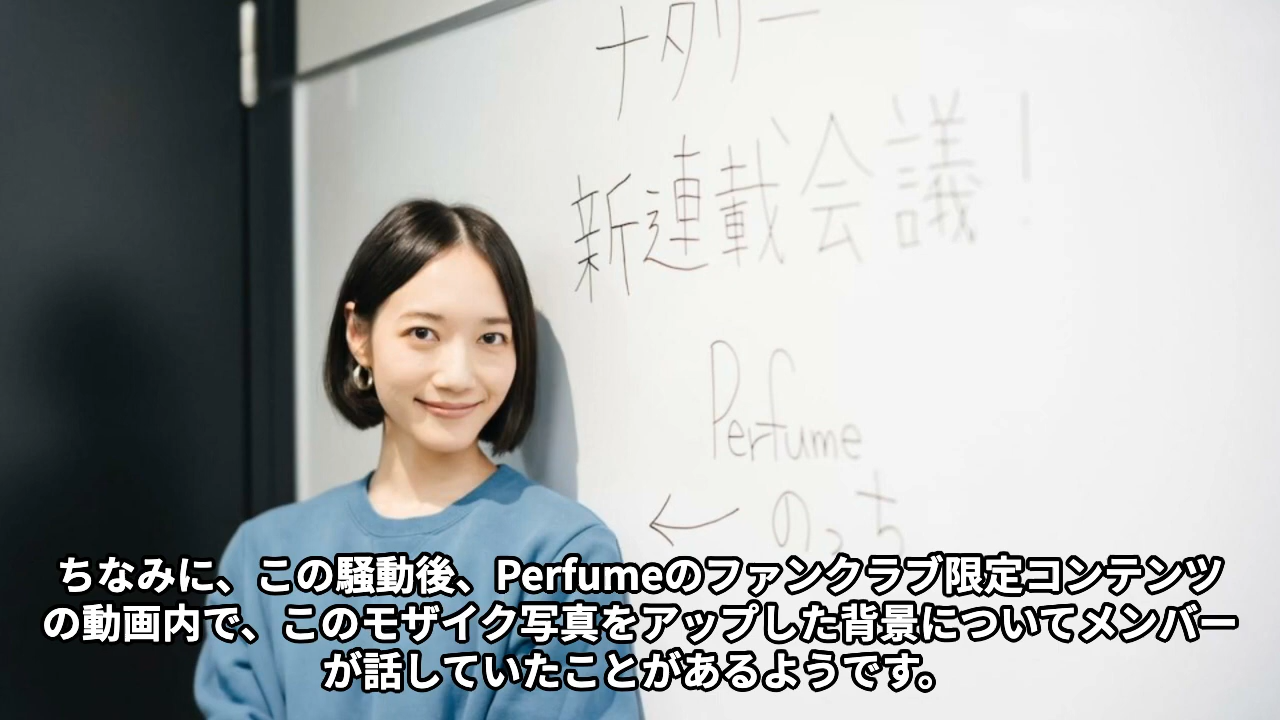 ナタリー
新連載会議！
Perfume
← のっち
ちなみに、この騒動後、Perfumeのファンクラブ限定コンテンツ
の動画内で、このモザイク写真をアップした背景についてメンバー
が話していたことがあるようです。